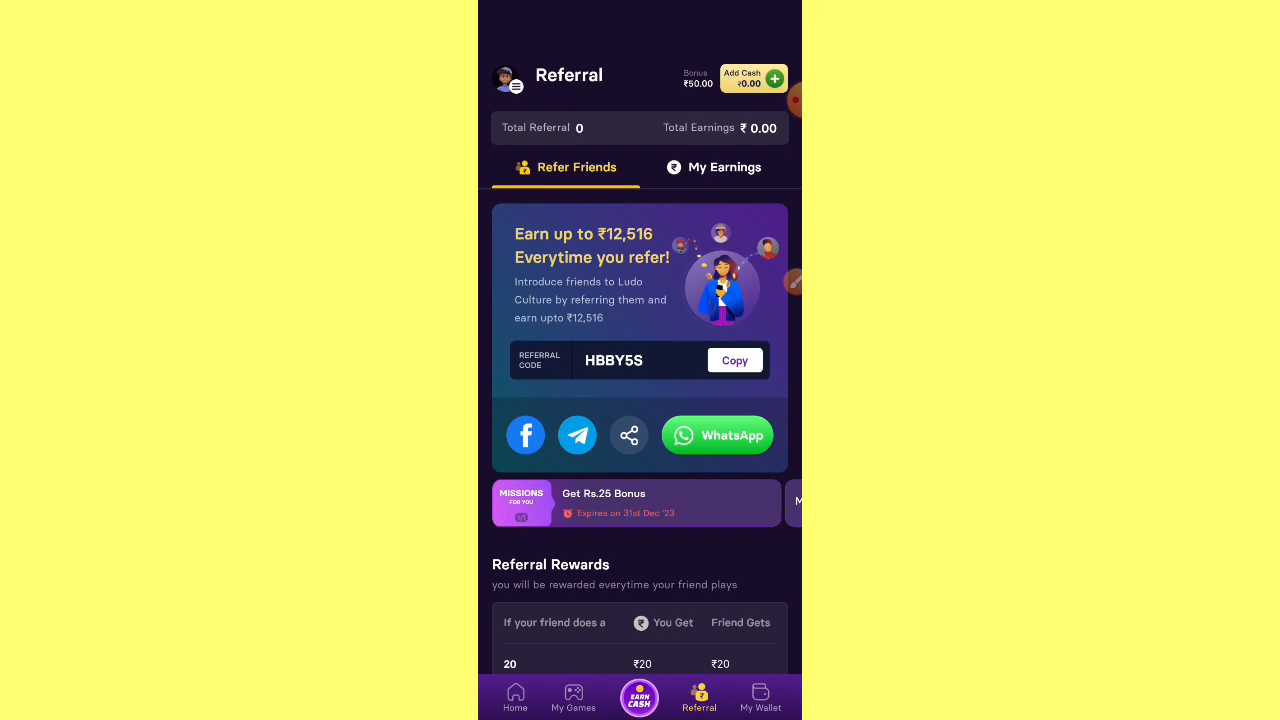 Referral
Bonus
₹50.00
Add Cash
₹0.00
Total Referral 0
Total Earnings ₹ 0.00
Refer Friends
My Earnings
Earn up to ₹12,516
Everytime you refer!
Introduce friends to Ludo
Culture by referring them and
earn upto ₹12,516
REFERRAL
CODE
HBBY5S
Copy
WhatsApp
MISSIONS
FOR YOU
1/1
Get Rs.25 Bonus
Expires on 31st Dec '23
M
Referral Rewards
you will be rewarded everytime your friend plays
If your friend does a
₹ You Get
Friend Gets
20
₹20
₹20
Home
My Games
EARN
CASH
Referral
My Wallet